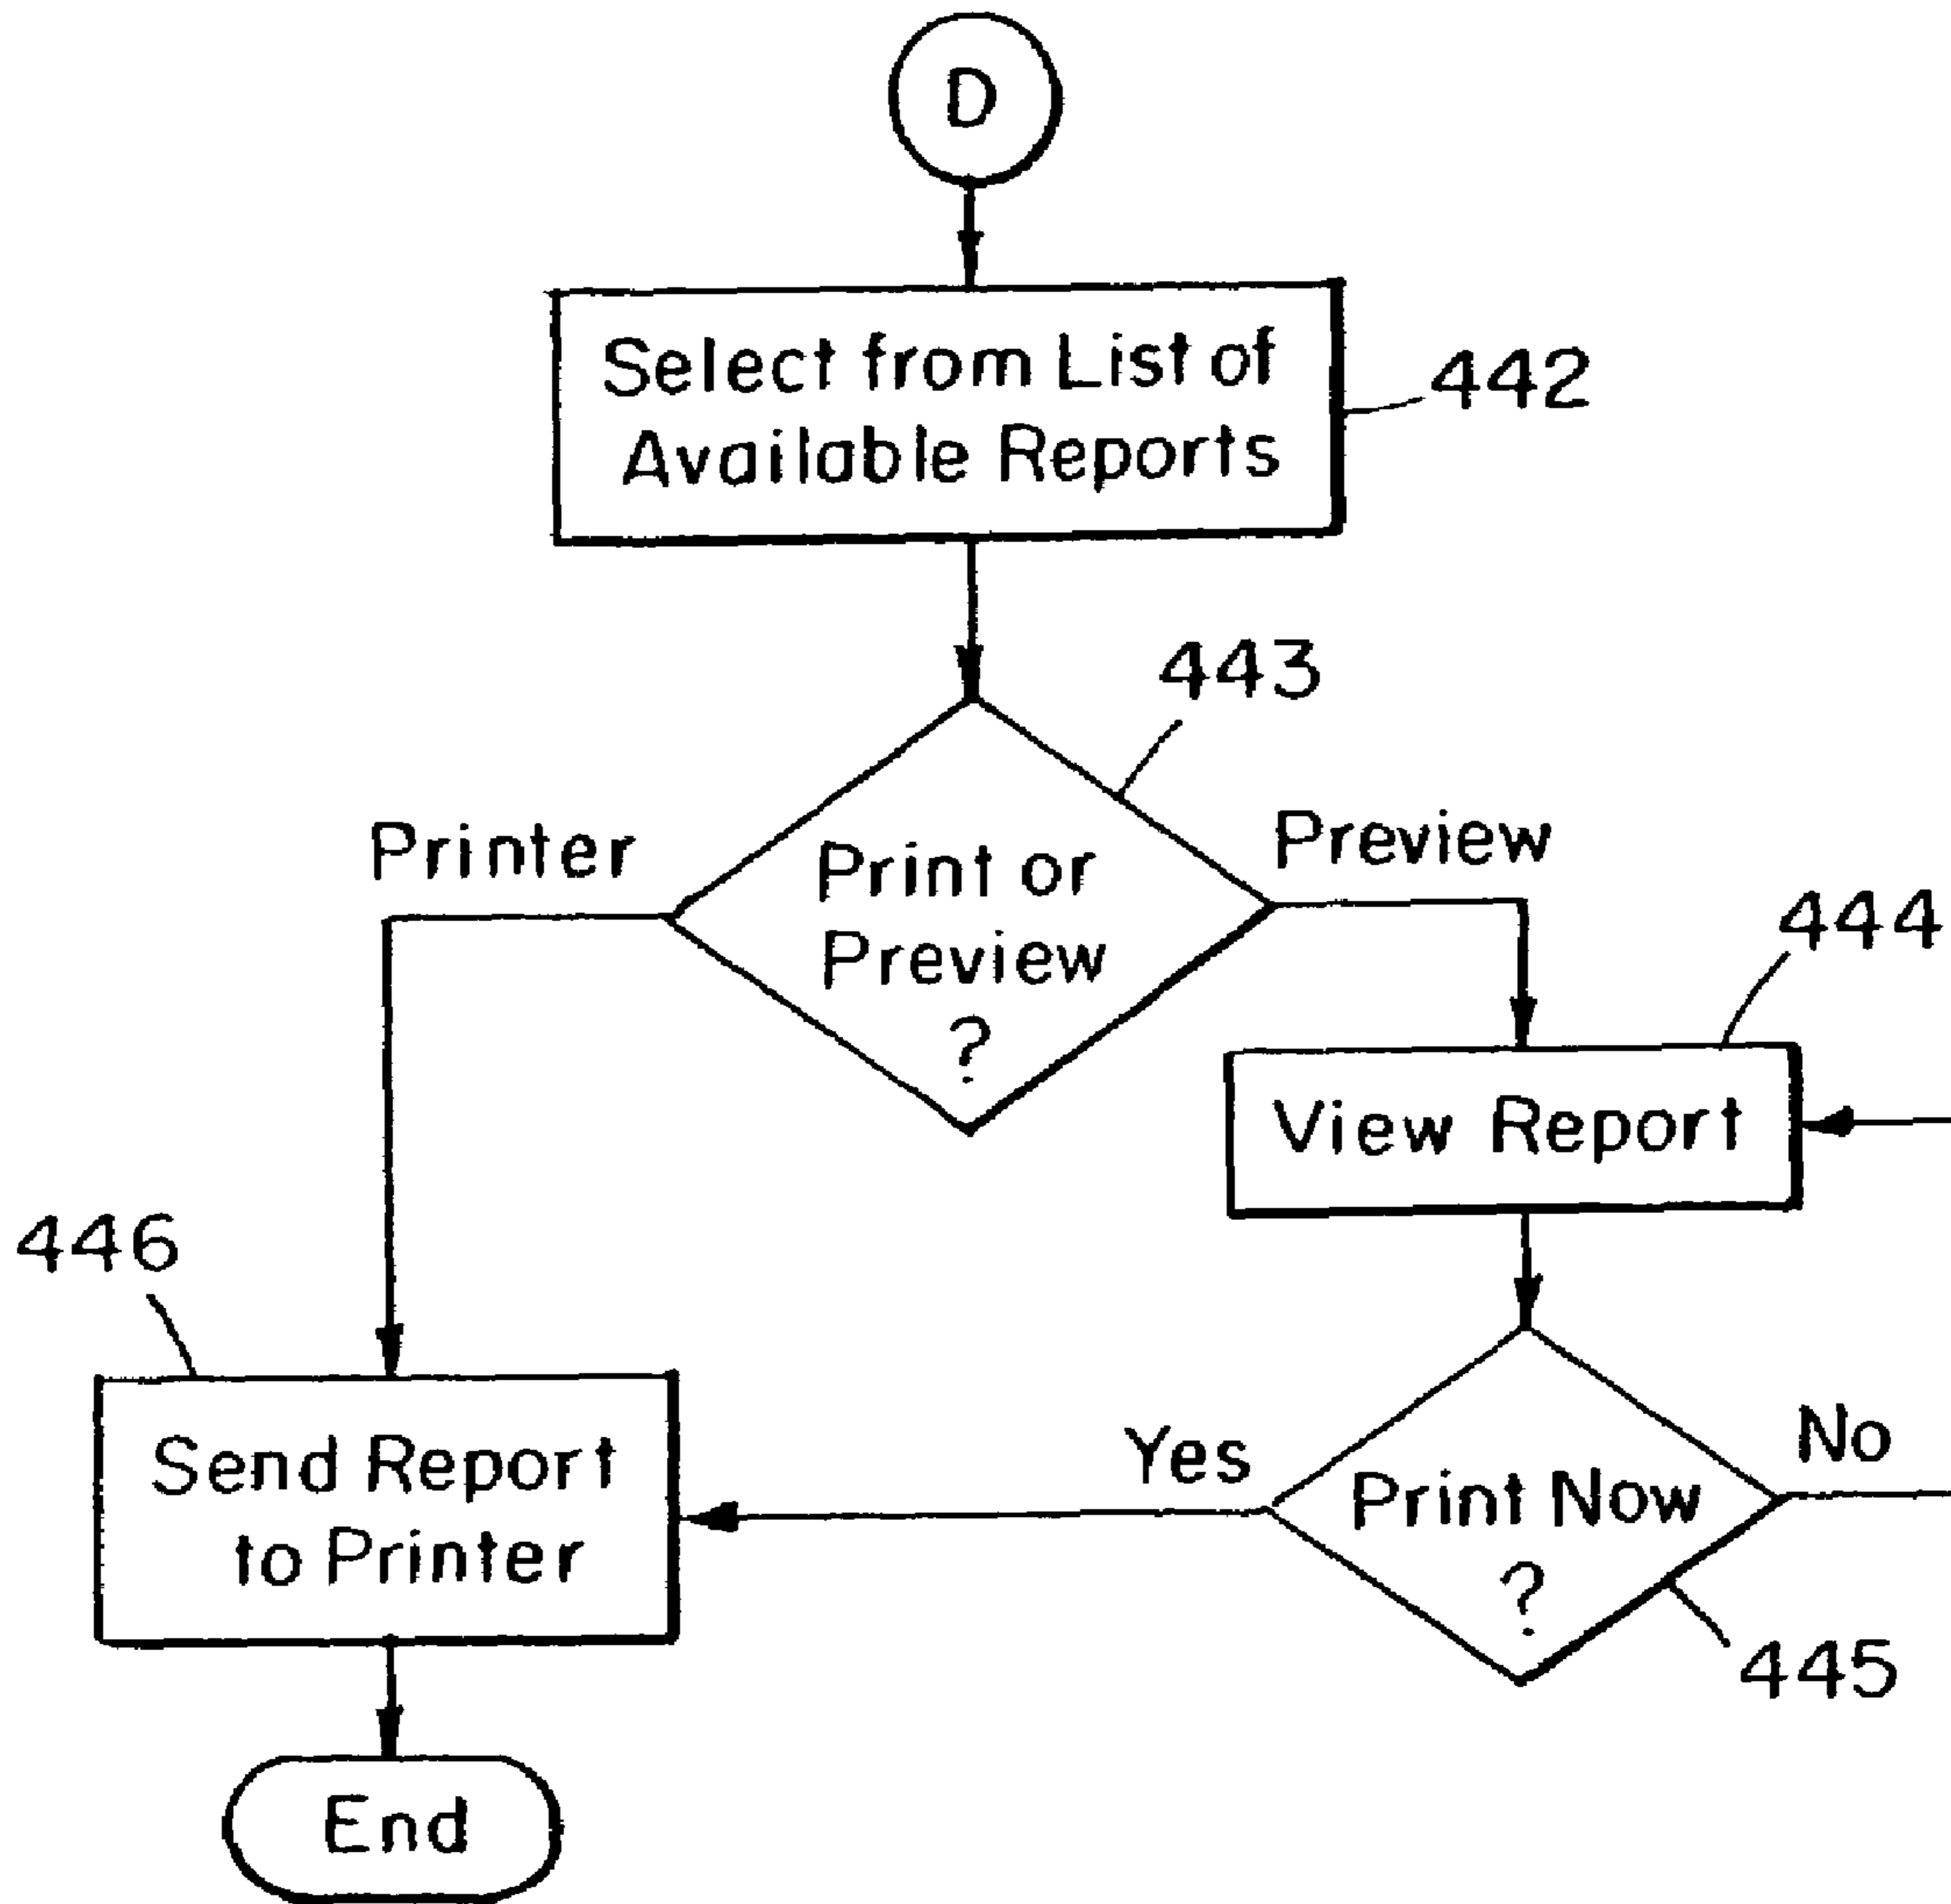 D
Select from List of
Available Reports
442
443
Printer
Print or
Preview
?
Preview
444
View Report
446
Send Report
to Printer
Yes
Print Now
?
No
445
End